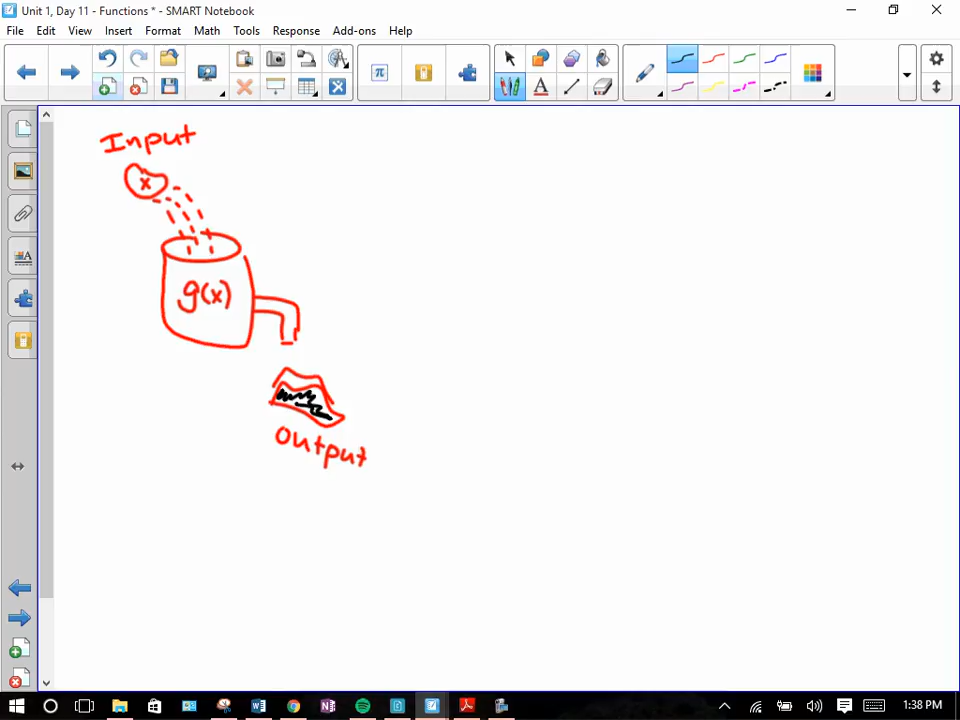 Unit 1, Day 11 - Functions * - SMART Notebook
File Edit View Insert Format Math Tools Response Add-ons Help
Input
x
g(x)
output
1:38 PM